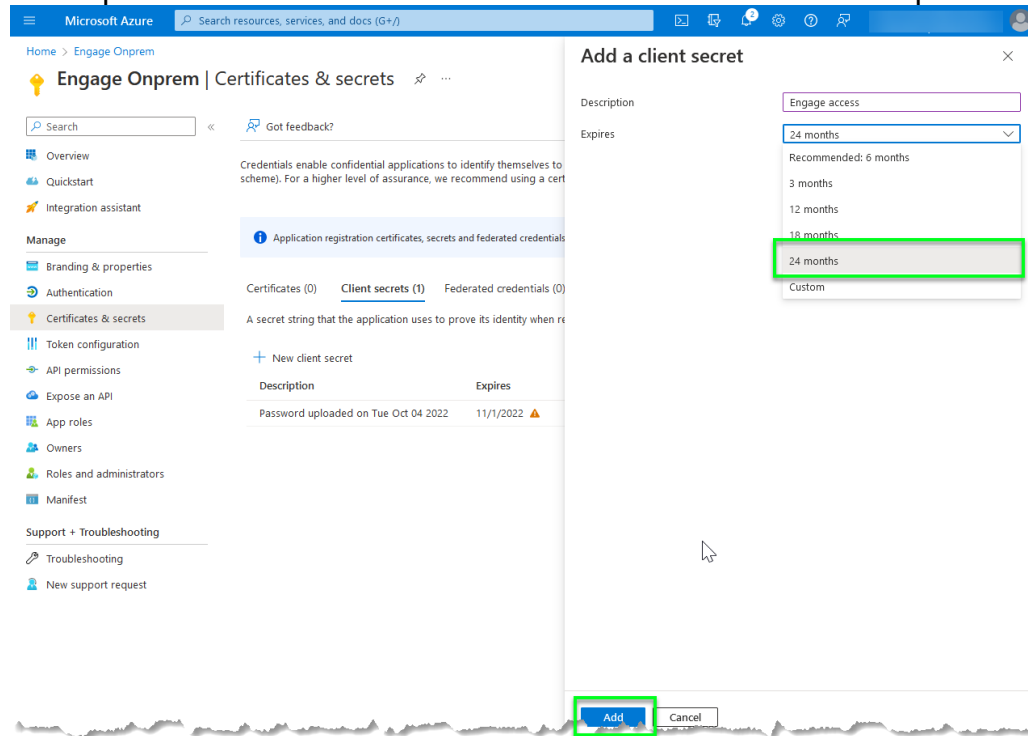 Microsoft Azure
Search resources, services, and docs (G+/)
2
Home > Engage Onprem
Engage Onprem | Certificates & secrets
Search
Overview
Quickstart
Integration assistant
Manage
Branding & properties
Authentication
Certificates & secrets
Token configuration
API permissions
Expose an API
App roles
Owners
Roles and administrators
Manifest
Support + Troubleshooting
Troubleshooting
New support request
Got feedback?
Credentials enable confidential applications to identify themselves to
scheme). For a higher level of assurance, we recommend using a cert
Application registration certificates, secrets and federated credentials
Certificates (0) Client secrets (1) Federated credentials (0)
A secret string that the application uses to prove its identity when re
New client secret
Description Expires
Password uploaded on Tue Oct 04 2022 11/1/2022
Add a client secret
Description Engage access
Expires 24 months
Recommended: 6 months
3 months
12 months
18 months
24 months
Custom
Add Cancel